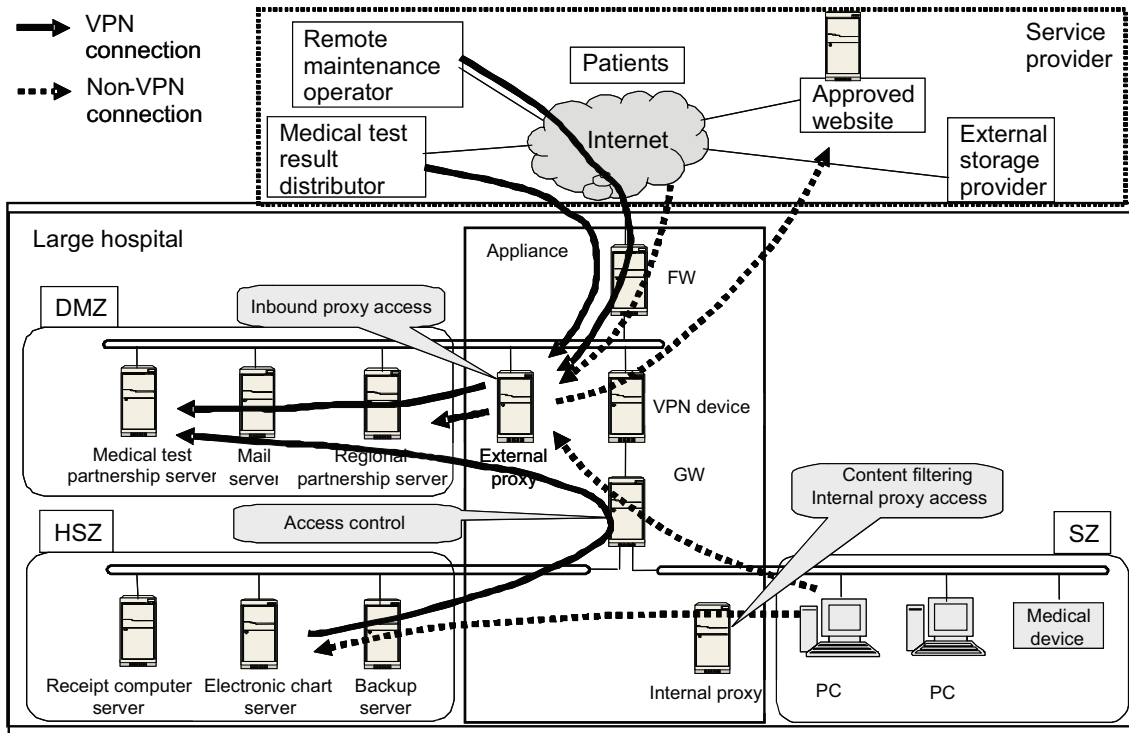 VPN
connection
Non-VPN
connection
Remote
maintenance
operator
Patients
Service
provider
Medical test
result
distributor
Internet
Approved
website
External
storage
provider
Large hospital
Appliance
FW
DMZ
Inbound proxy access
VPN device
Medical test
partnership server
Mail
server
Regional
partnership server
External
proxy
GW
Content filtering
Internal proxy access
Access control
HSZ
SZ
Receipt computer
server
Electronic chart
server
Backup
server
Internal proxy
PC
PC
Medical
device